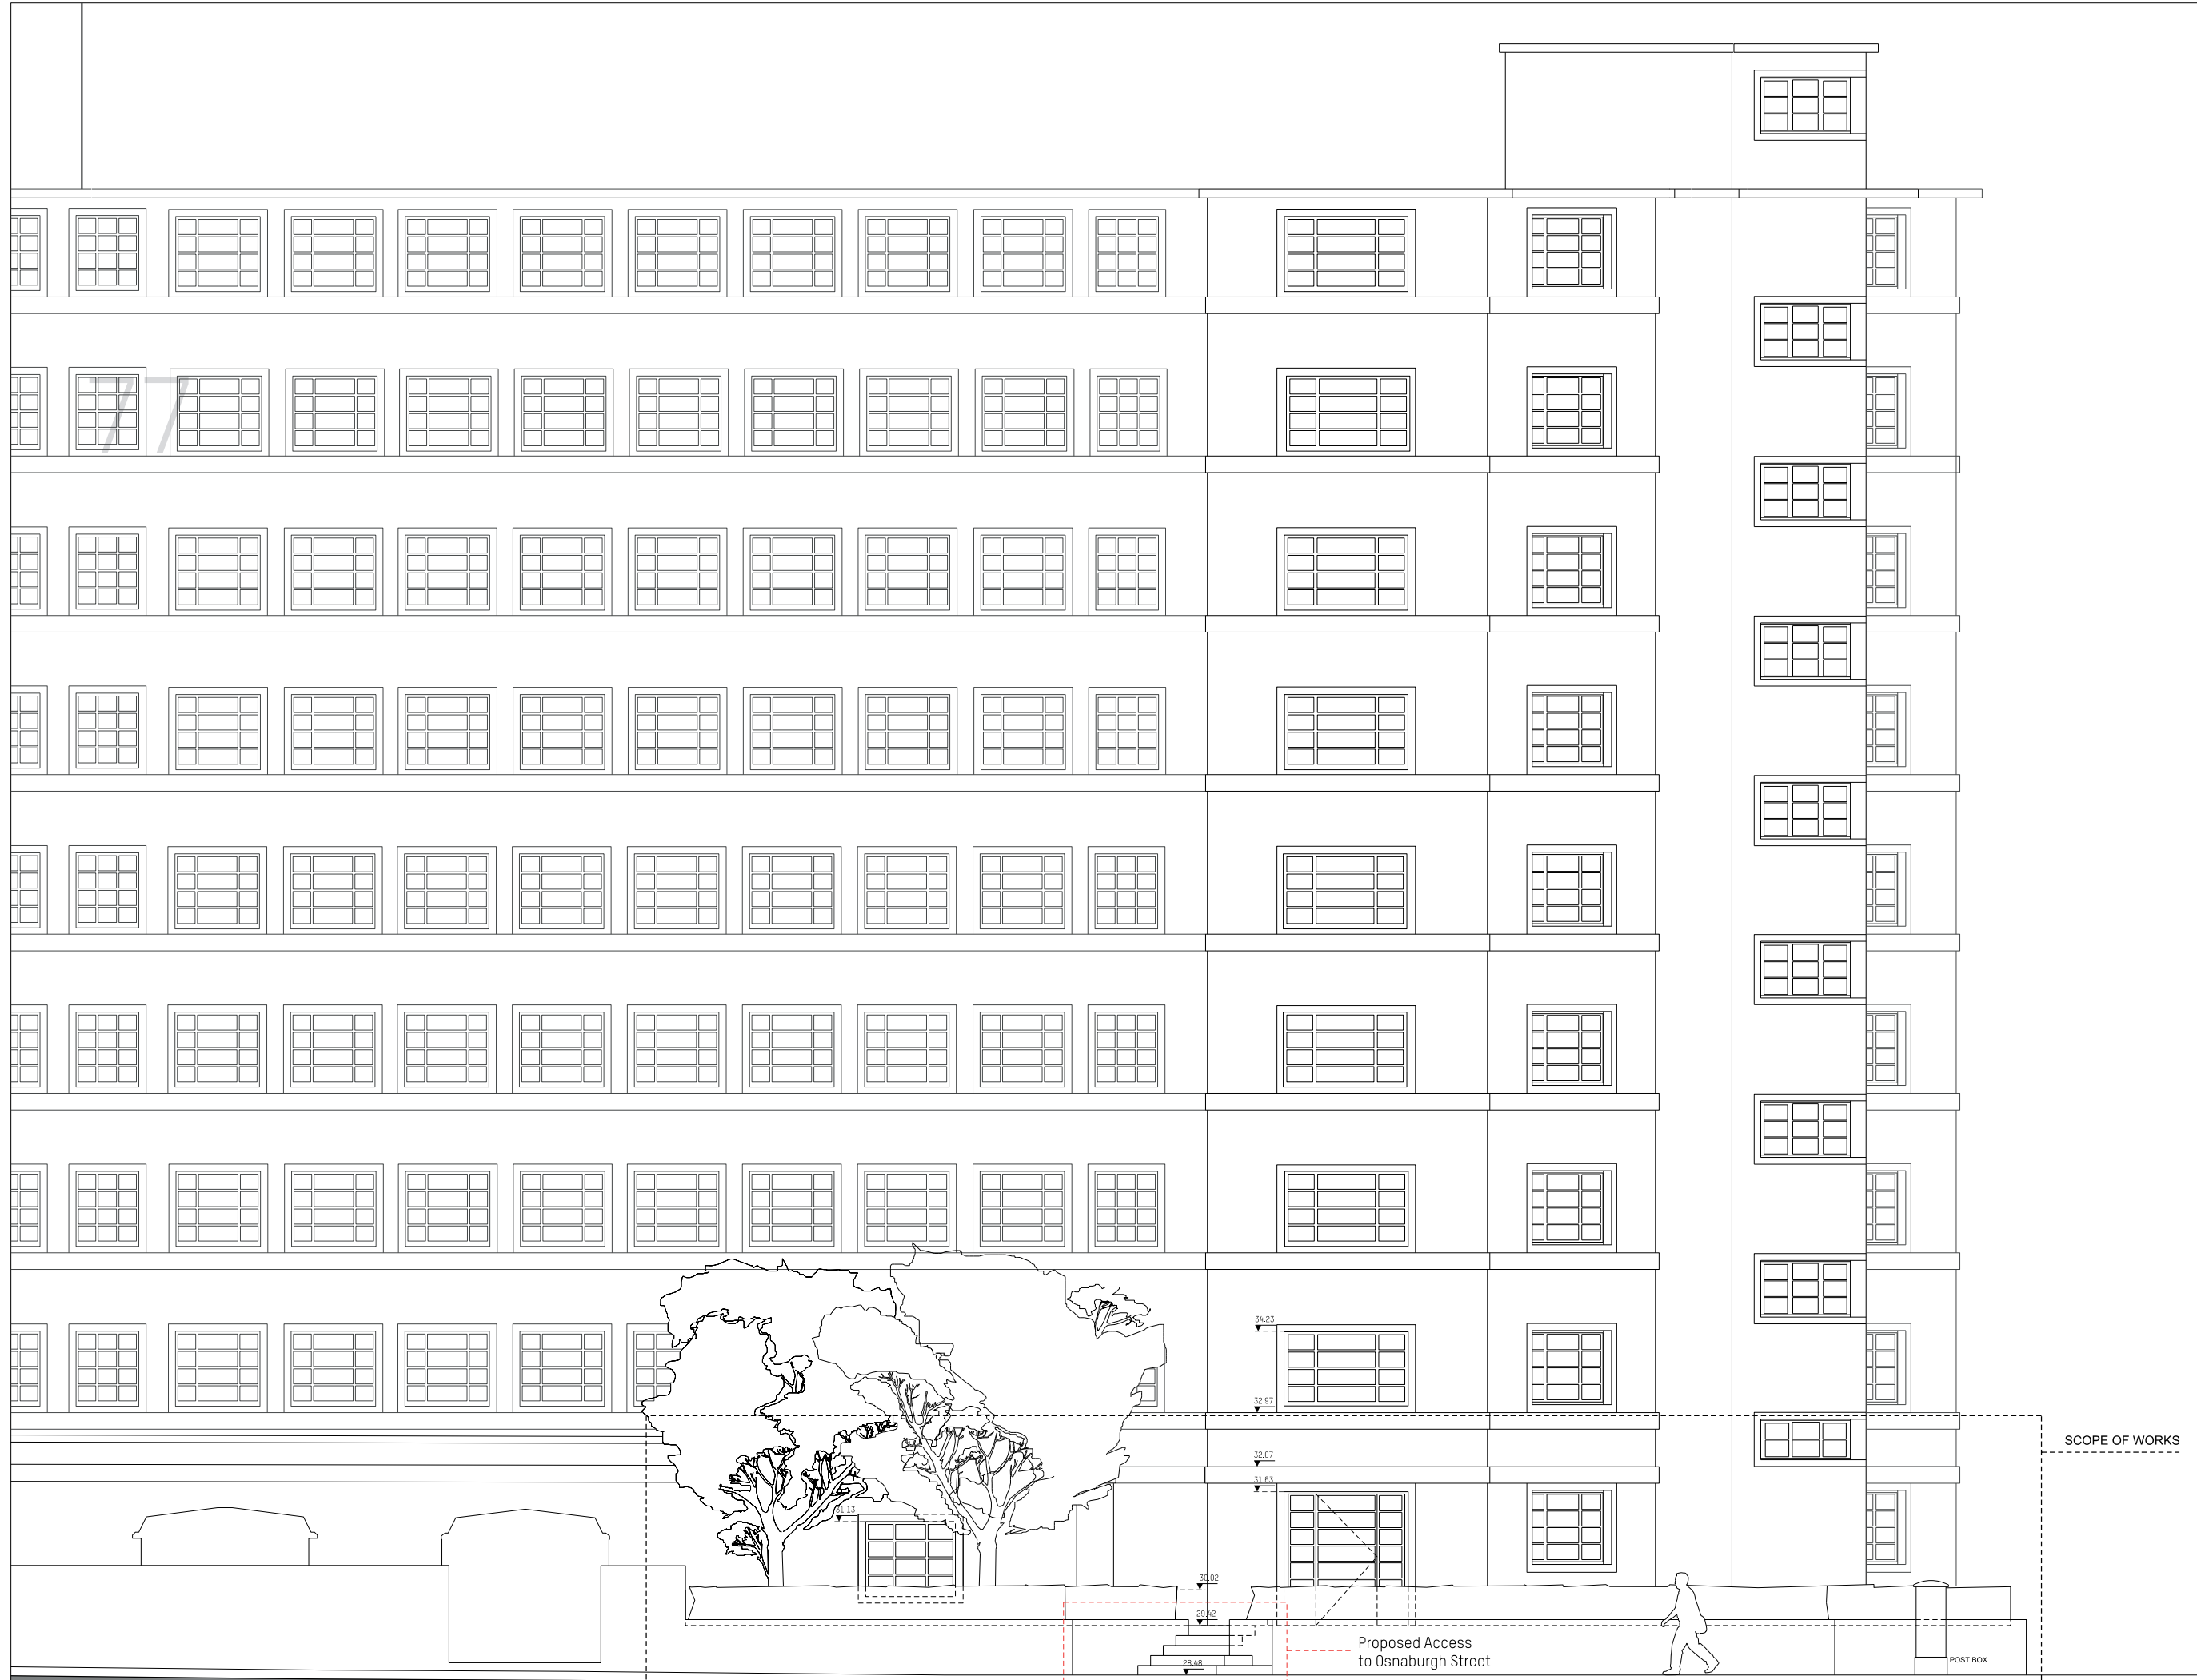 77
34.23
32.97
SCOPE OF WORKS
32.07
31.63
31.13
30.02
29.42
Proposed Access
to Osnaburgh Street
28.48
POST BOX